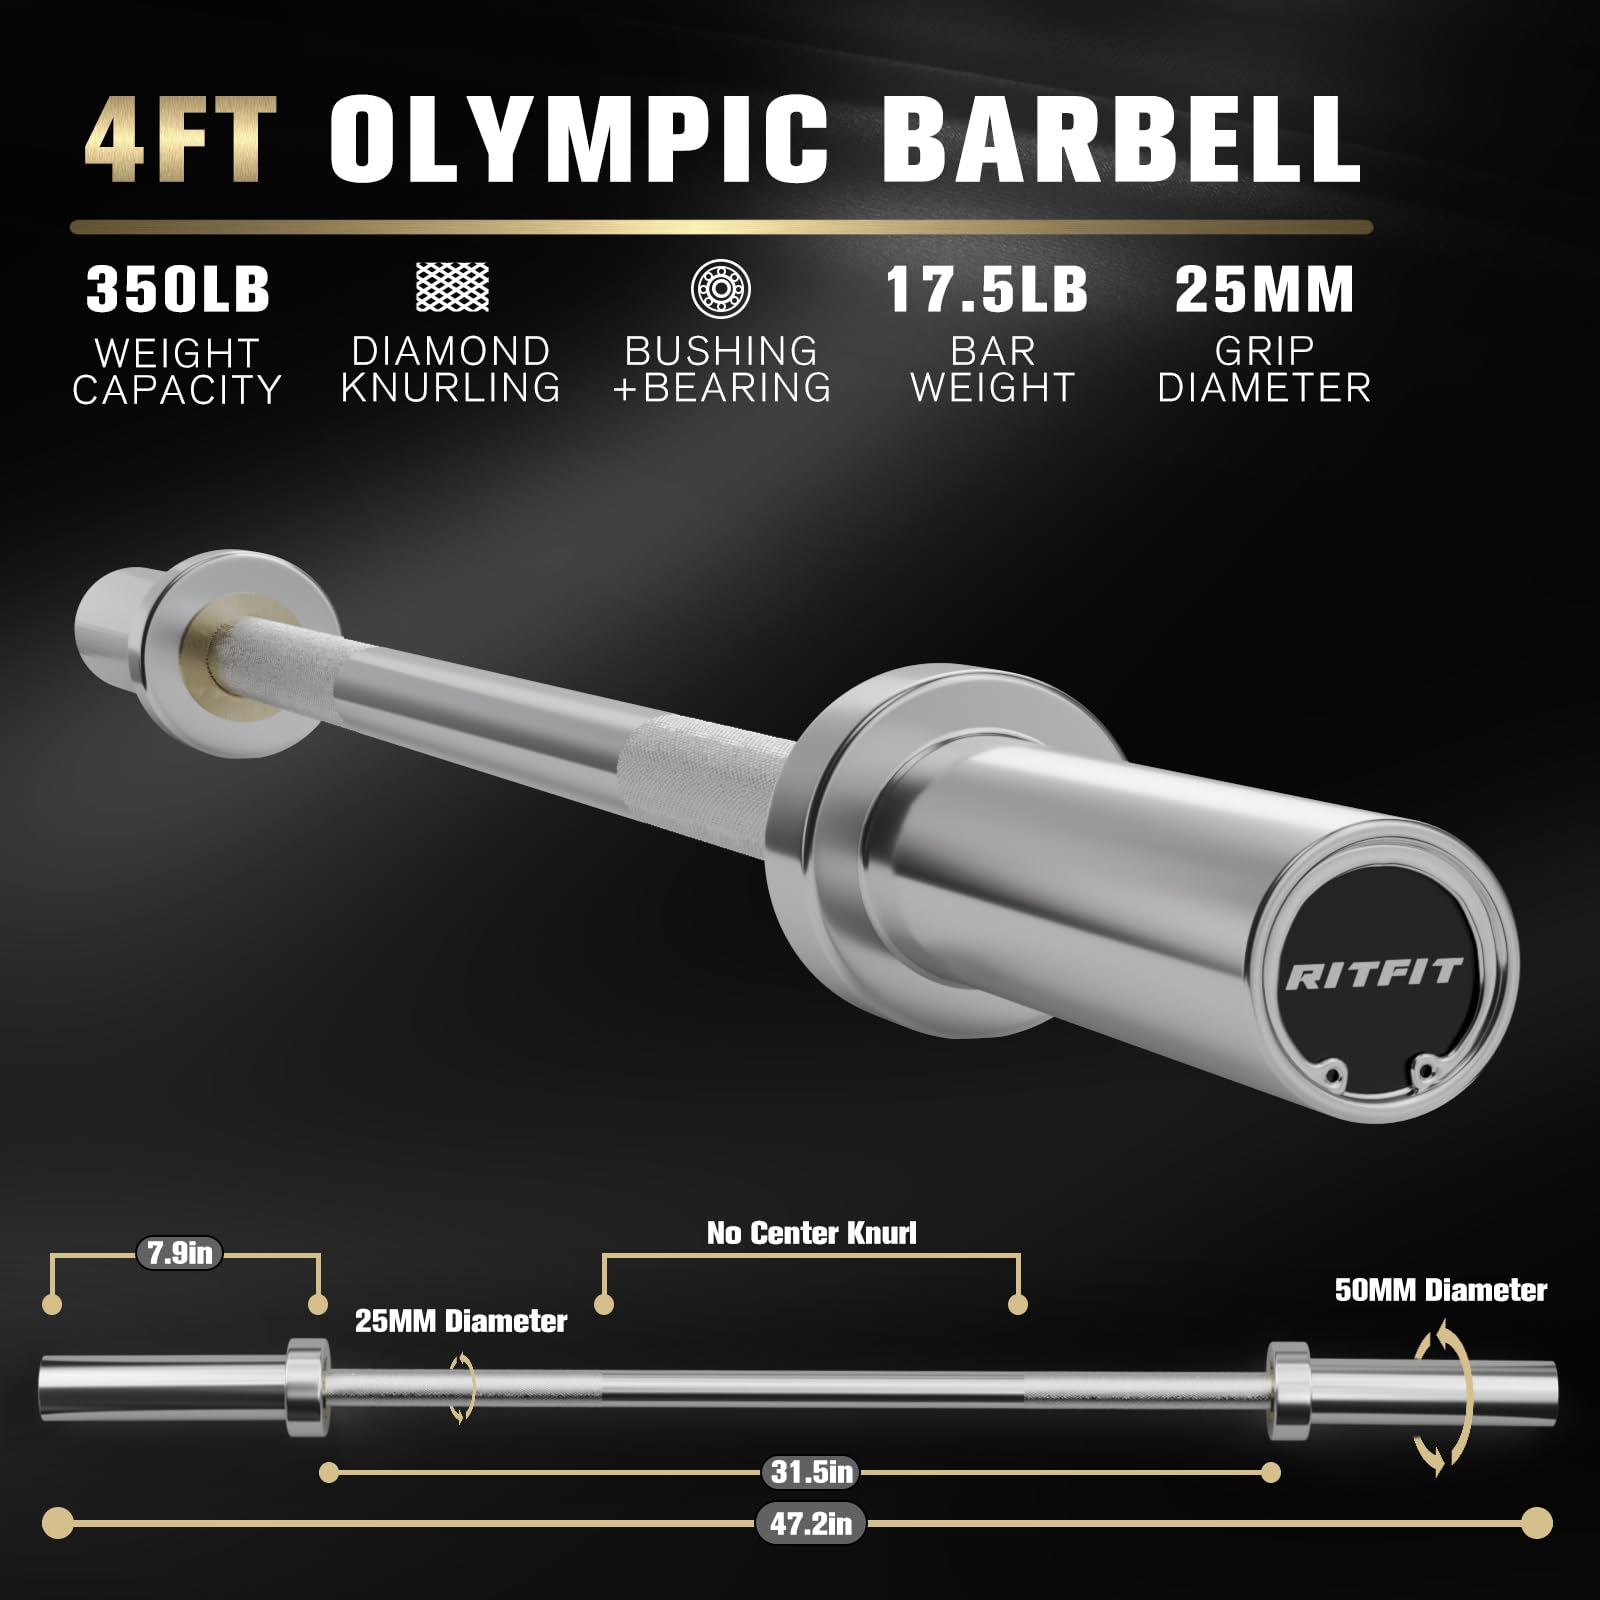 4FT OLYMPIC BARBELL
350LB
WEIGHT
CAPACITY
DIAMOND
KNURLING
BUSHING
+BEARING
17.5LB
BAR
WEIGHT
25MM
GRIP
DIAMETER
RITFIT
No Center Knurl
7.9in
50MM Diameter
25MM Diameter
31.5in
47.2in